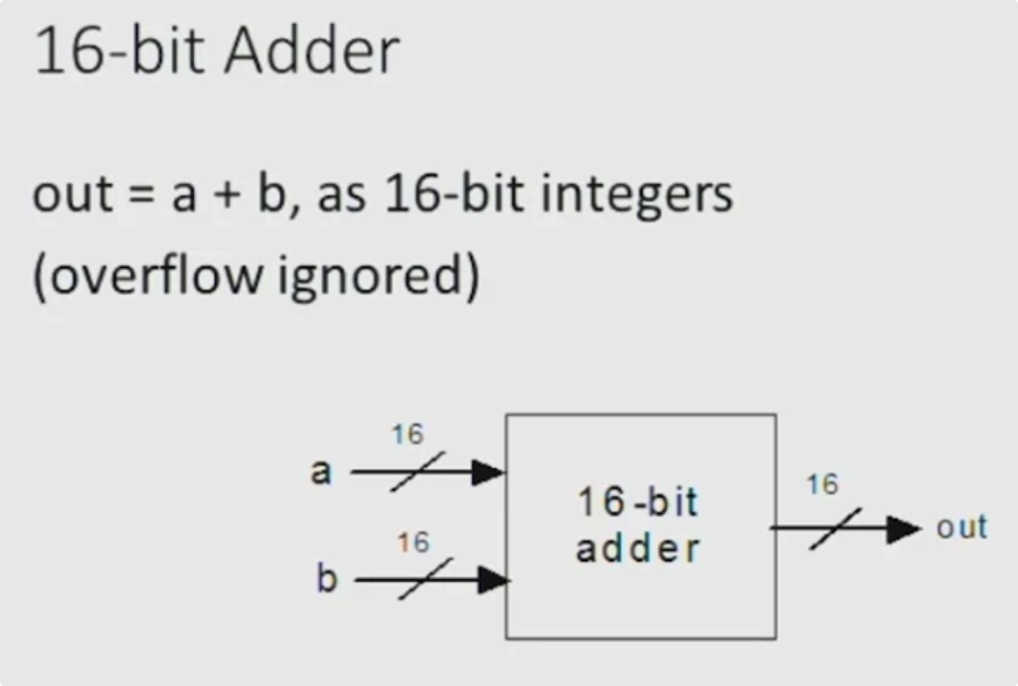 16-bit Adder
out = a + b, as 16-bit integers
(overflow ignored)
16
a
16
b
16-bit
adder
16
out